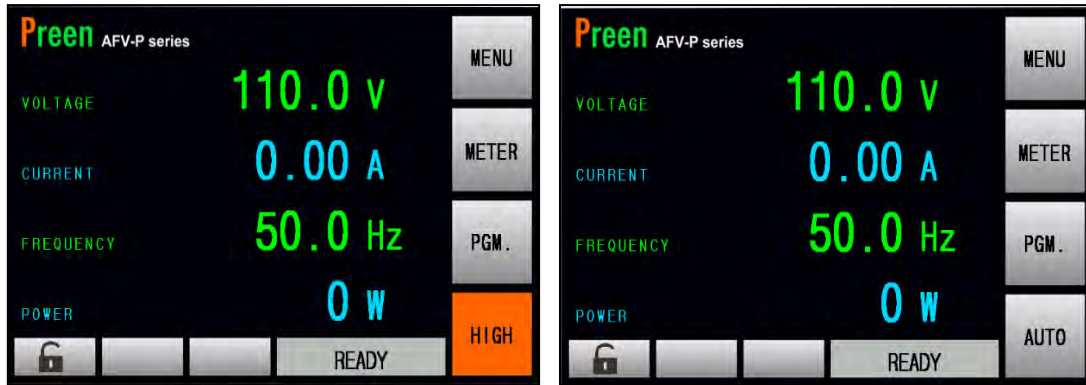 Preen AFV-P series
MENU
VOLTAGE 110.0 V
CURRENT 0.00 A
METER
FREQUENCY 50.0 Hz
PGM.
POWER 0 W
HIGH
READY
Preen AFV-P series
MENU
VOLTAGE 110.0 V
CURRENT 0.00 A
METER
FREQUENCY 50.0 Hz
PGM.
POWER 0 W
AUTO
READY